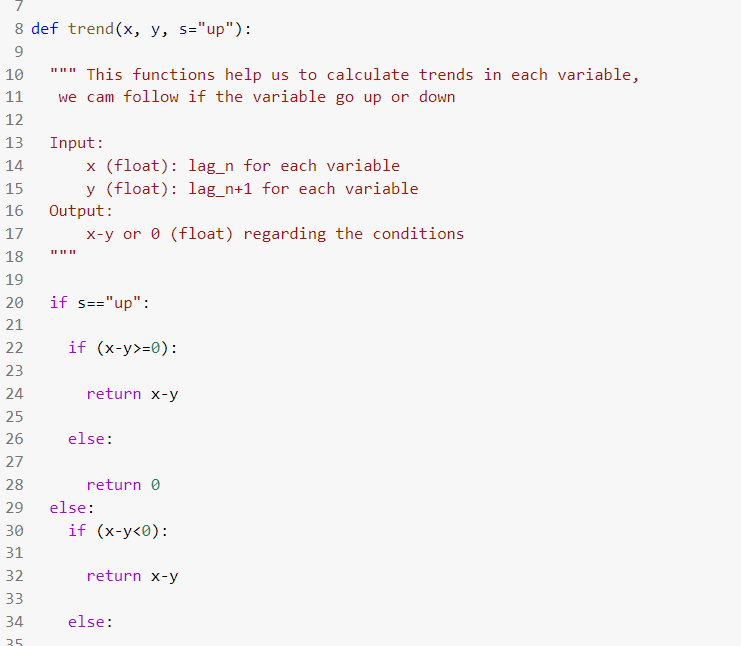 7
8 def trend(x, y, s="up"):
9
10 """ This functions help us to calculate trends in each variable,
11 we cam follow if the variable go up or down
12
13 Input:
14 x (float): lag_n for each variable
15 y (float): lag_n+1 for each variable
16 Output:
17 x-y or 0 (float) regarding the conditions
18 """
19
20 if s=="up":
21
22 if (x-y>=0):
23
24 return x-y
25
26 else:
27
28 return 0
29 else:
30 if (x-y<0):
31
32 return x-y
33
34 else:
35